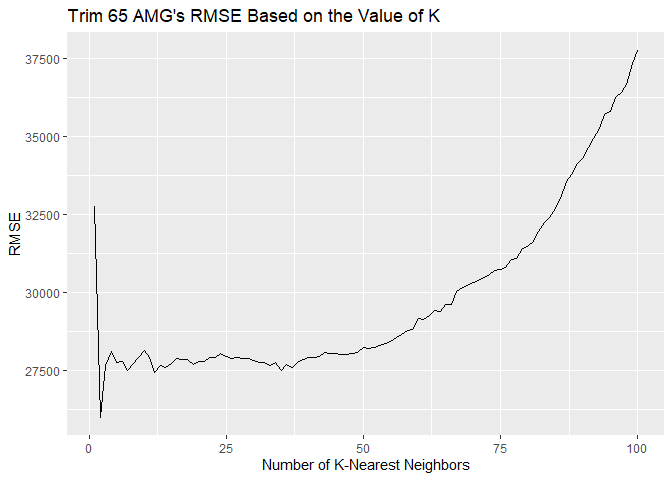 Trim 65 AMG's RMSE Based on the Value of K
37500
35000
32500
30000
27500
RMSE
0 25 50 75 100
Number of K-Nearest Neighbors